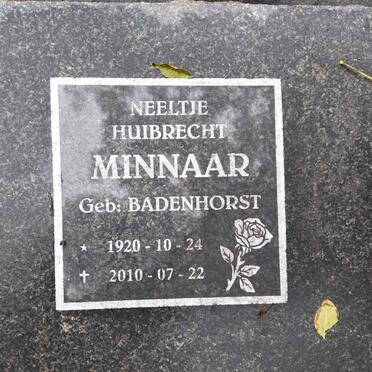 NEELTJE
HUIBRECHT
MINNAAR
Geb: BADENHORST
* 1920 - 10 - 24
✝ 2010 - 07 - 22